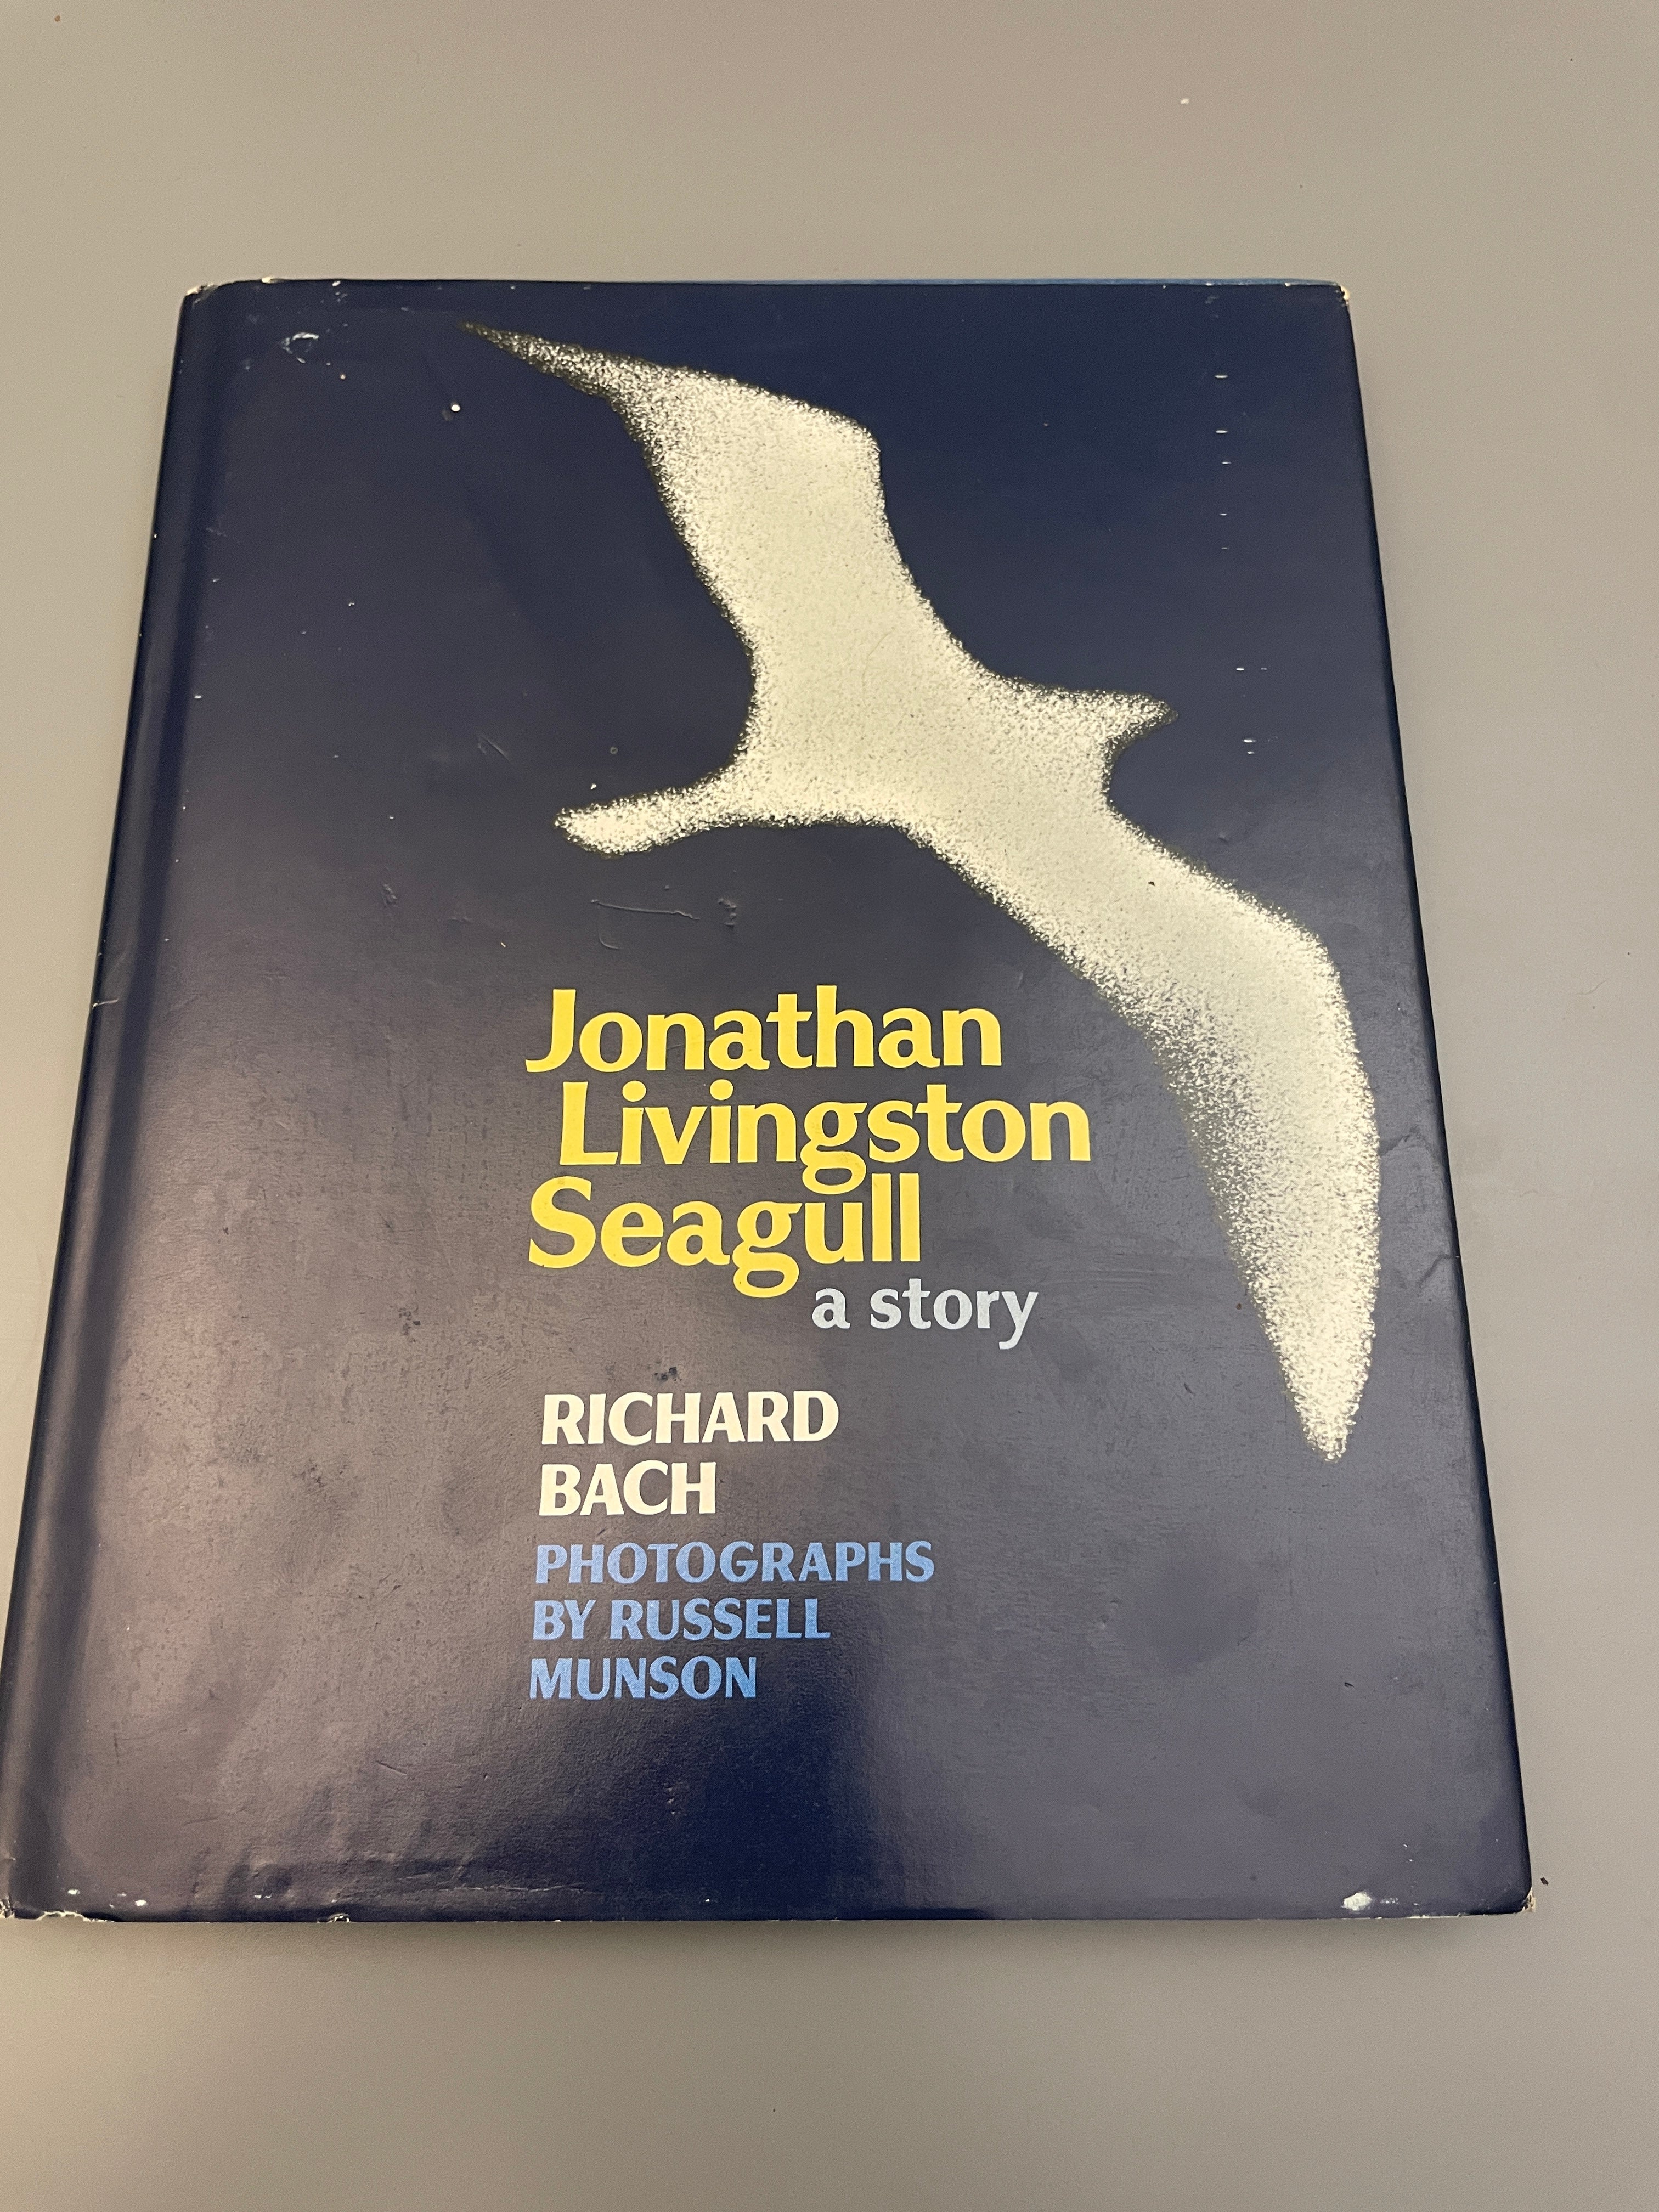 Jonathan
Livingston
Seagull
a story
RICHARD
BACH
PHOTOGRAPHS
BY RUSSELL
MUNSON